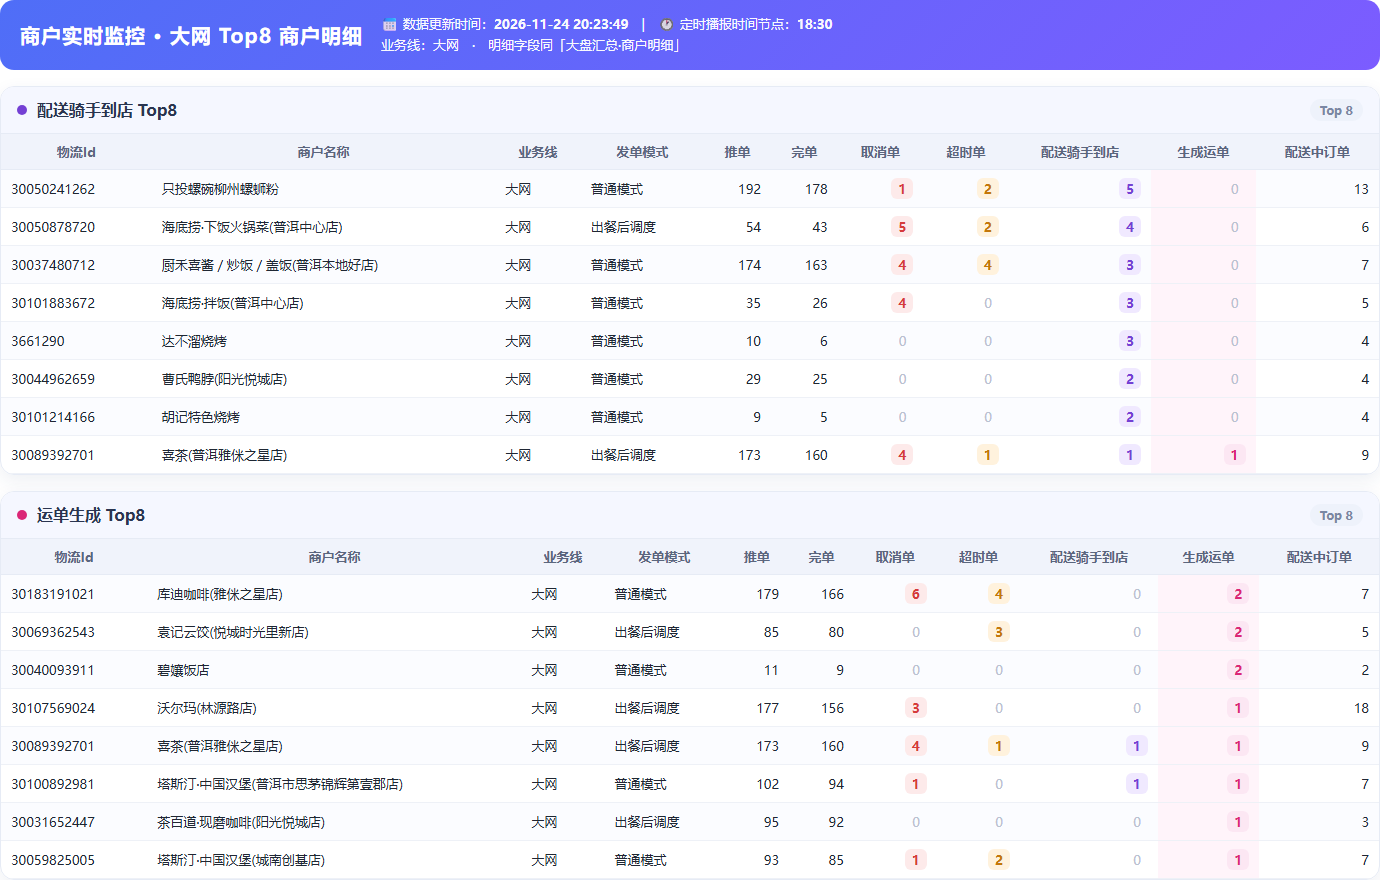 商户实时监控 • 大网 Top8 商户明细
数据更新时间：2026-11-24 20:23:49 | 定时播报时间节点：18:30
业务线：大网 · 明细字段同「大盘汇总·商户明细」
配送骑手到店 Top8 Top 8
物流Id 商户名称 业务线 发单模式 推单 完单 取消单 超时单 配送骑手到店 生成运单 配送中订单
30050241262 只投螺碗柳州螺蛳粉 大网 普通模式 192 178 1 2 5 0 13
30050878720 海底捞·下饭火锅菜(普洱中心店) 大网 出餐后调度 54 43 5 2 4 0 6
30037480712 厨禾喜酱 / 炒饭 / 盖饭(普洱本地好店) 大网 普通模式 174 163 4 4 3 0 7
30101883672 海底捞·拌饭(普洱中心店) 大网 普通模式 35 26 4 0 3 0 5
3661290 达不溜烧烤 大网 普通模式 10 6 0 0 3 0 4
30044962659 曹氏鸭脖(阳光悦城店) 大网 普通模式 29 25 0 0 2 0 4
30101214166 胡记特色烧烤 大网 普通模式 9 5 0 0 2 0 4
30089392701 喜茶(普洱雅侎之星店) 大网 出餐后调度 173 160 4 1 1 1 9
运单生成 Top8 Top 8
物流Id 商户名称 业务线 发单模式 推单 完单 取消单 超时单 配送骑手到店 生成运单 配送中订单
30183191021 库迪咖啡(雅侎之星店) 大网 普通模式 179 166 6 4 0 2 7
30069362543 袁记云饺(悦城时光里新店) 大网 出餐后调度 85 80 0 3 0 2 5
30040093911 碧孃饭店 大网 普通模式 11 9 0 0 0 2 2
30107569024 沃尔玛(林源路店) 大网 出餐后调度 177 156 3 0 0 1 18
30089392701 喜茶(普洱雅侎之星店) 大网 出餐后调度 173 160 4 1 1 1 9
30100892981 塔斯汀·中国汉堡(普洱市思茅锦辉第壹郡店) 大网 普通模式 102 94 1 0 1 1 7
30031652447 茶百道·现磨咖啡(阳光悦城店) 大网 出餐后调度 95 92 0 0 0 1 3
30059825005 塔斯汀·中国汉堡(城南创基店) 大网 普通模式 93 85 1 2 0 1 7